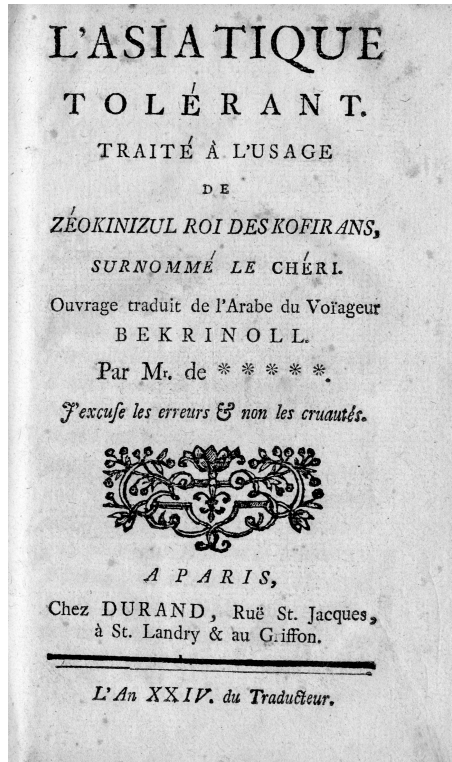 L'ASIATIQUE
TOLÉRANT.
TRAITÉ À L'USAGE
DE
ZÉOKINIZUL ROI DES KOFIRANS,
SURNOMMÉ LE CHÉRI.
Ouvrage traduit de l'Arabe du Voïageur
BEKRINOLL.
Par Mr. de * * * * *.
J'excuſe les erreurs & non les cruautés.
A PARIS,
Chez DURAND, Ruë St. Jacques,
à St. Landry & au Griffon.
L'An XXIV. du Traducteur.